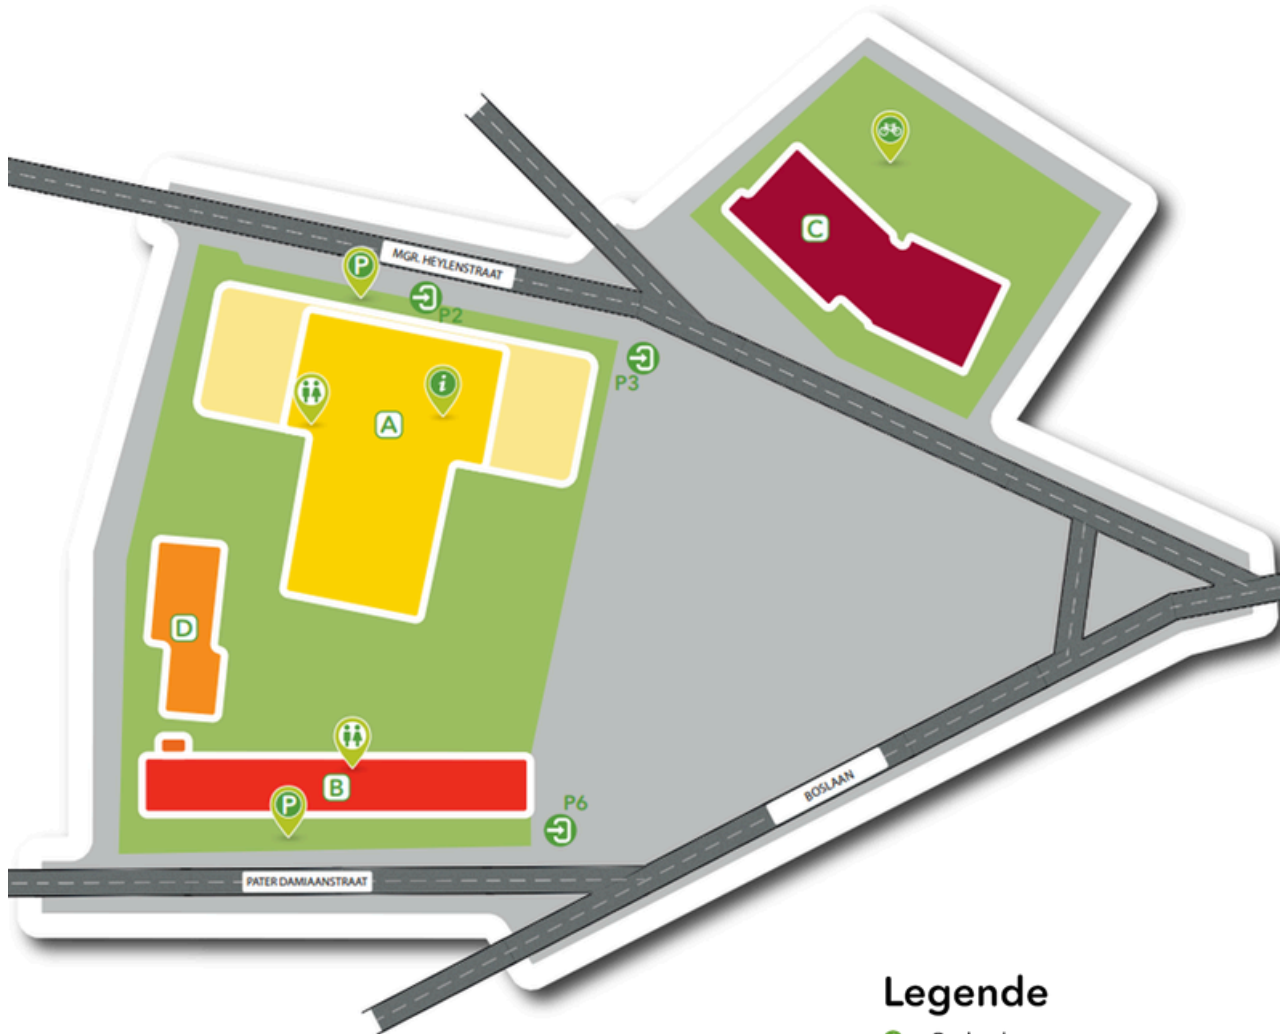 C
P
MGR. HEYLENSTRAAT
P2
P3
i
A
D
B
P
P6
BOSLAAN
PATER DAMIAANSTRAAT
Legende